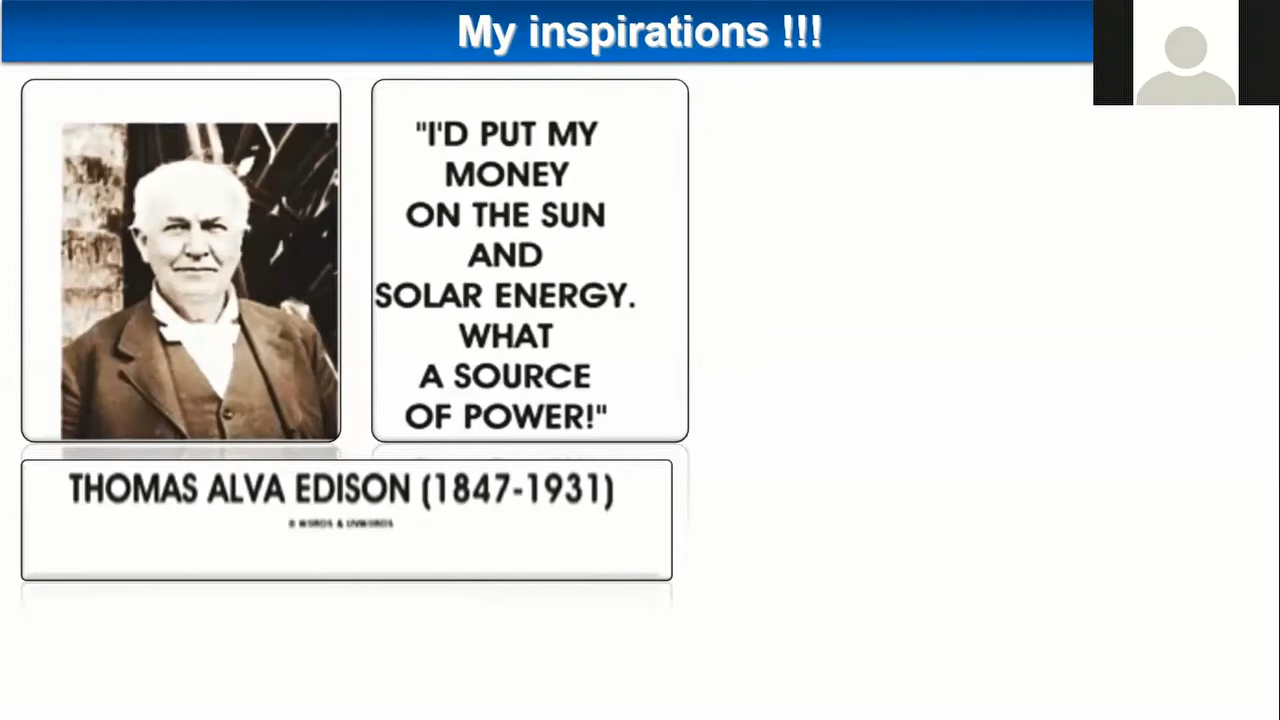 My inspirations !!!
"I'D PUT MY
MONEY
ON THE SUN
AND
SOLAR ENERGY.
WHAT
A SOURCE
OF POWER!"
THOMAS ALVA EDISON (1847-1931)